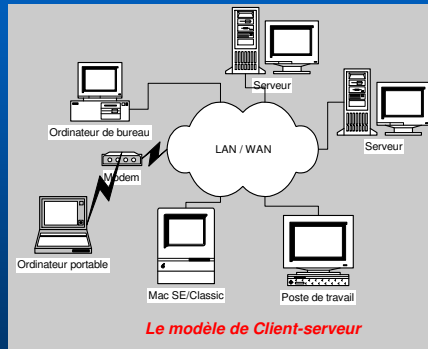 Serveur
Ordinateur de bureau
Serveur
LAN / WAN
Modem
Ordinateur portable
Mac SE/Classic
Poste de travail
Le modèle de Client-serveur